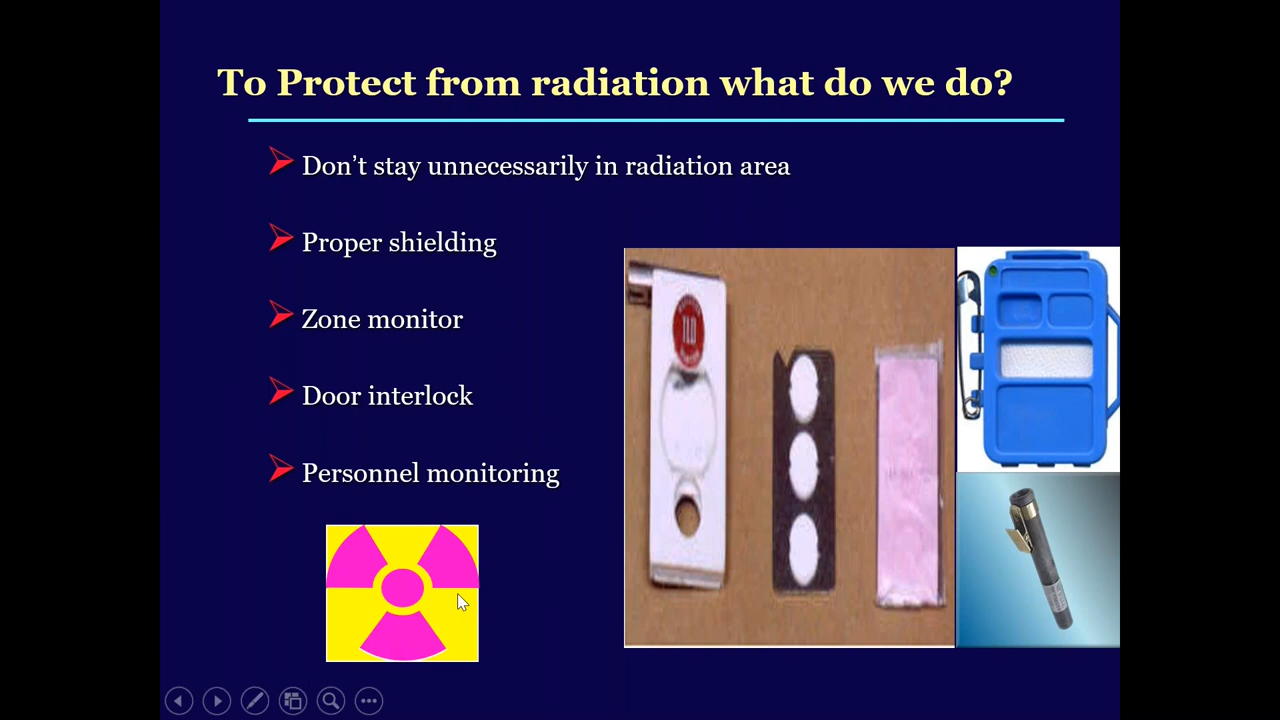 To Protect from radiation what do we do?
Don’t stay unnecessarily in radiation area
Proper shielding
Zone monitor
Door interlock
Personnel monitoring
TLD